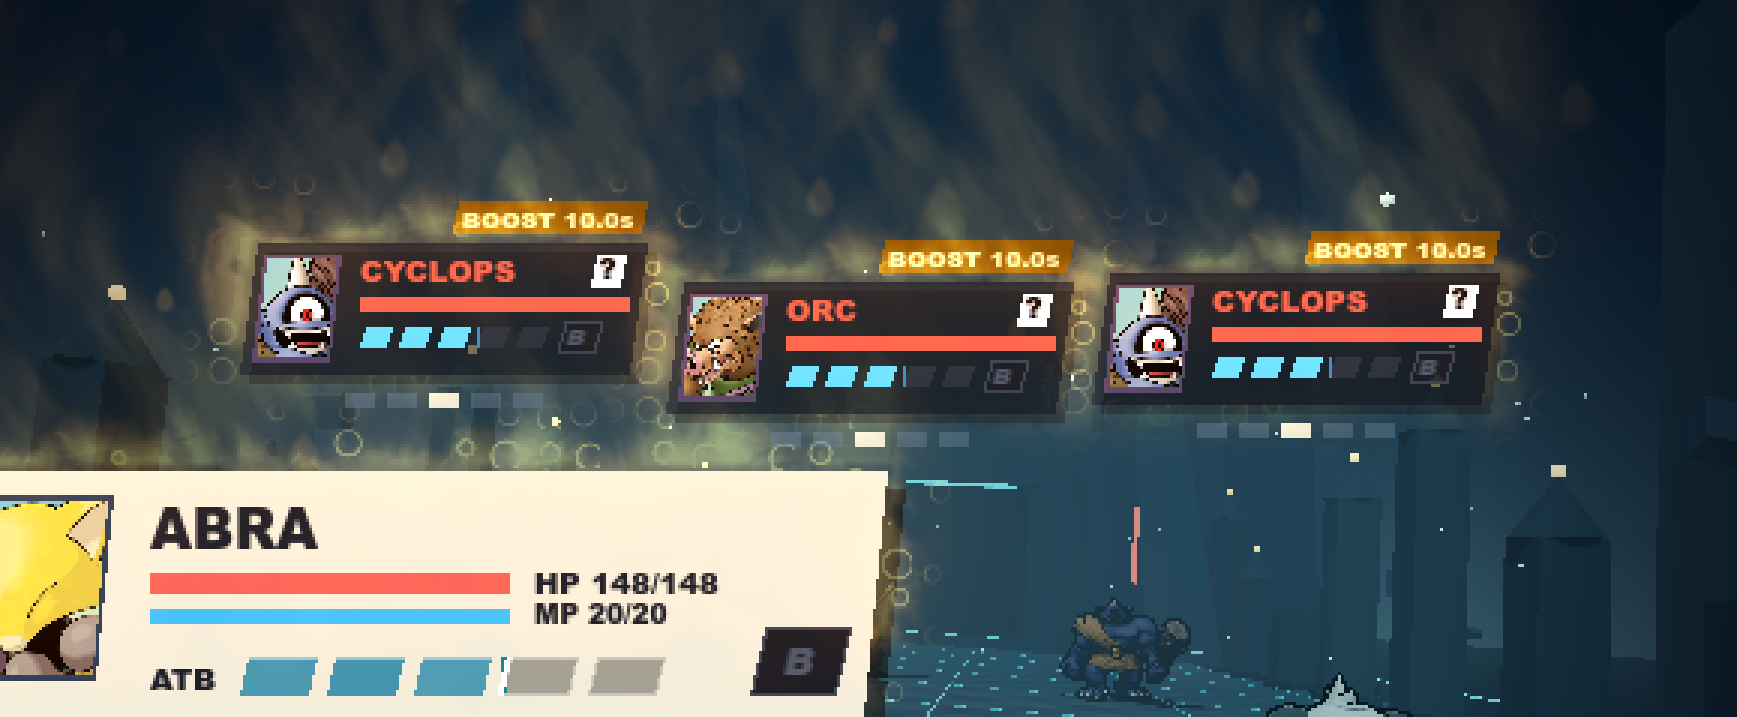 BOOST 10.0s
CYCLOPS ?
B
BOOST 10.0s
ORC ?
B
BOOST 10.0s
CYCLOPS ?
B
ABRA
HP 148/148
MP 20/20
ATB B